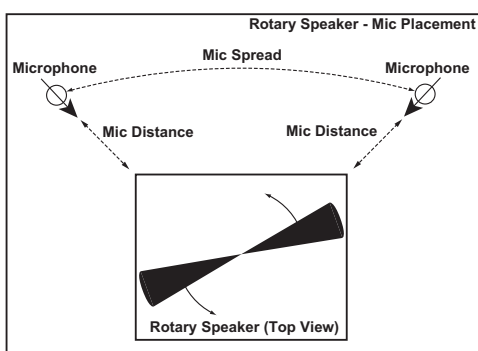 Rotary Speaker - Mic Placement
Mic Spread
Microphone
Microphone
Mic Distance
Mic Distance
Rotary Speaker (Top View)